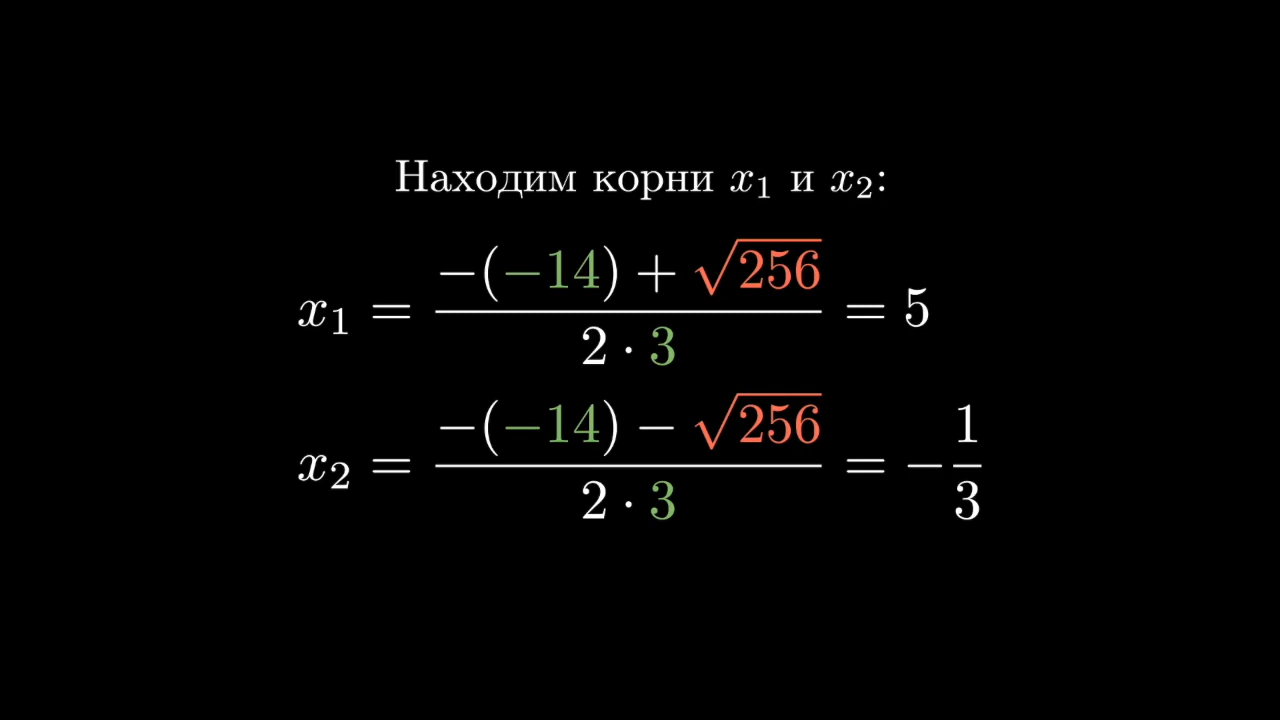 Находим корни x₁ и x₂:
x₁ = (−(−14) + √256) / (2 · 3) = 5
x₂ = (−(−14) − √256) / (2 · 3) = −1/3